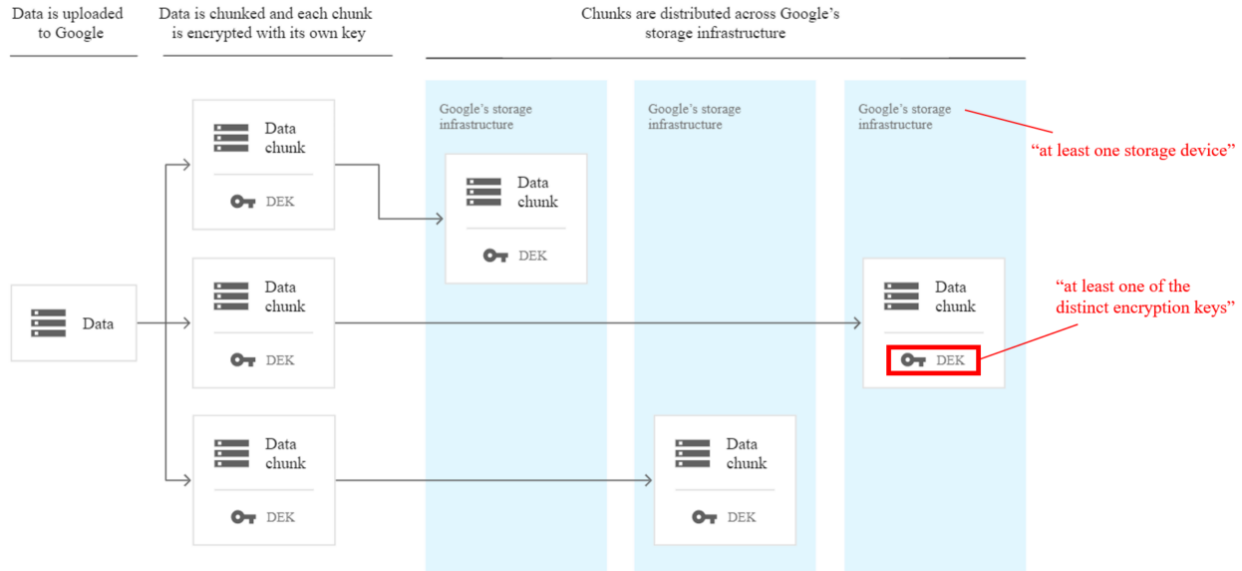 Data is uploaded
to Google
Data is chunked and each chunk
is encrypted with its own key
Chunks are distributed across Google’s
storage infrastructure
Google’s storage
infrastructure
Google’s storage
infrastructure
Google’s storage
infrastructure
“at least one storage device”
Data
chunk
DEK
Data
chunk
DEK
Data
Data
chunk
DEK
Data
chunk
DEK
“at least one of the
distinct encryption keys”
Data
chunk
DEK
Data
chunk
DEK